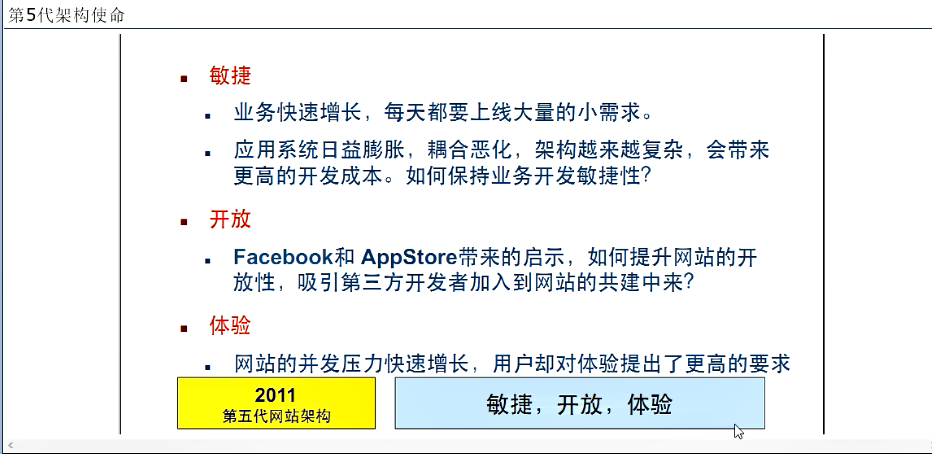 第5代架构使命
敏捷
业务快速增长，每天都要上线大量的小需求。
应用系统日益膨胀，耦合恶化，架构越来越复杂，会带来
更高的开发成本。如何保持业务开发敏捷性？
开放
Facebook和 AppStore带来的启示，如何提升网站的开
放性，吸引第三方开发者加入到网站的共建中来？
体验
网站的并发压力快速增长，用户却对体验提出了更高的要求
2011
第五代网站架构
敏捷，开放，体验